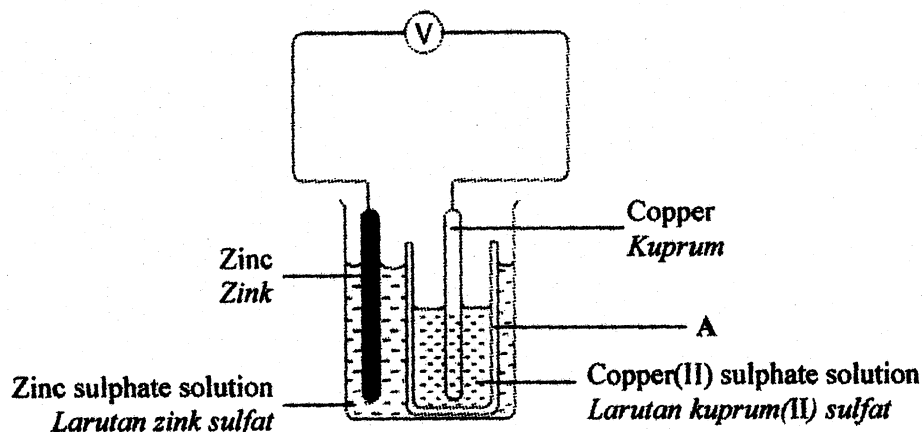 V
Copper
Kuprum
Zinc
Zink
A
Zinc sulphate solution
Larutan zink sulfat
Copper(II) sulphate solution
Larutan kuprum(II) sulfat